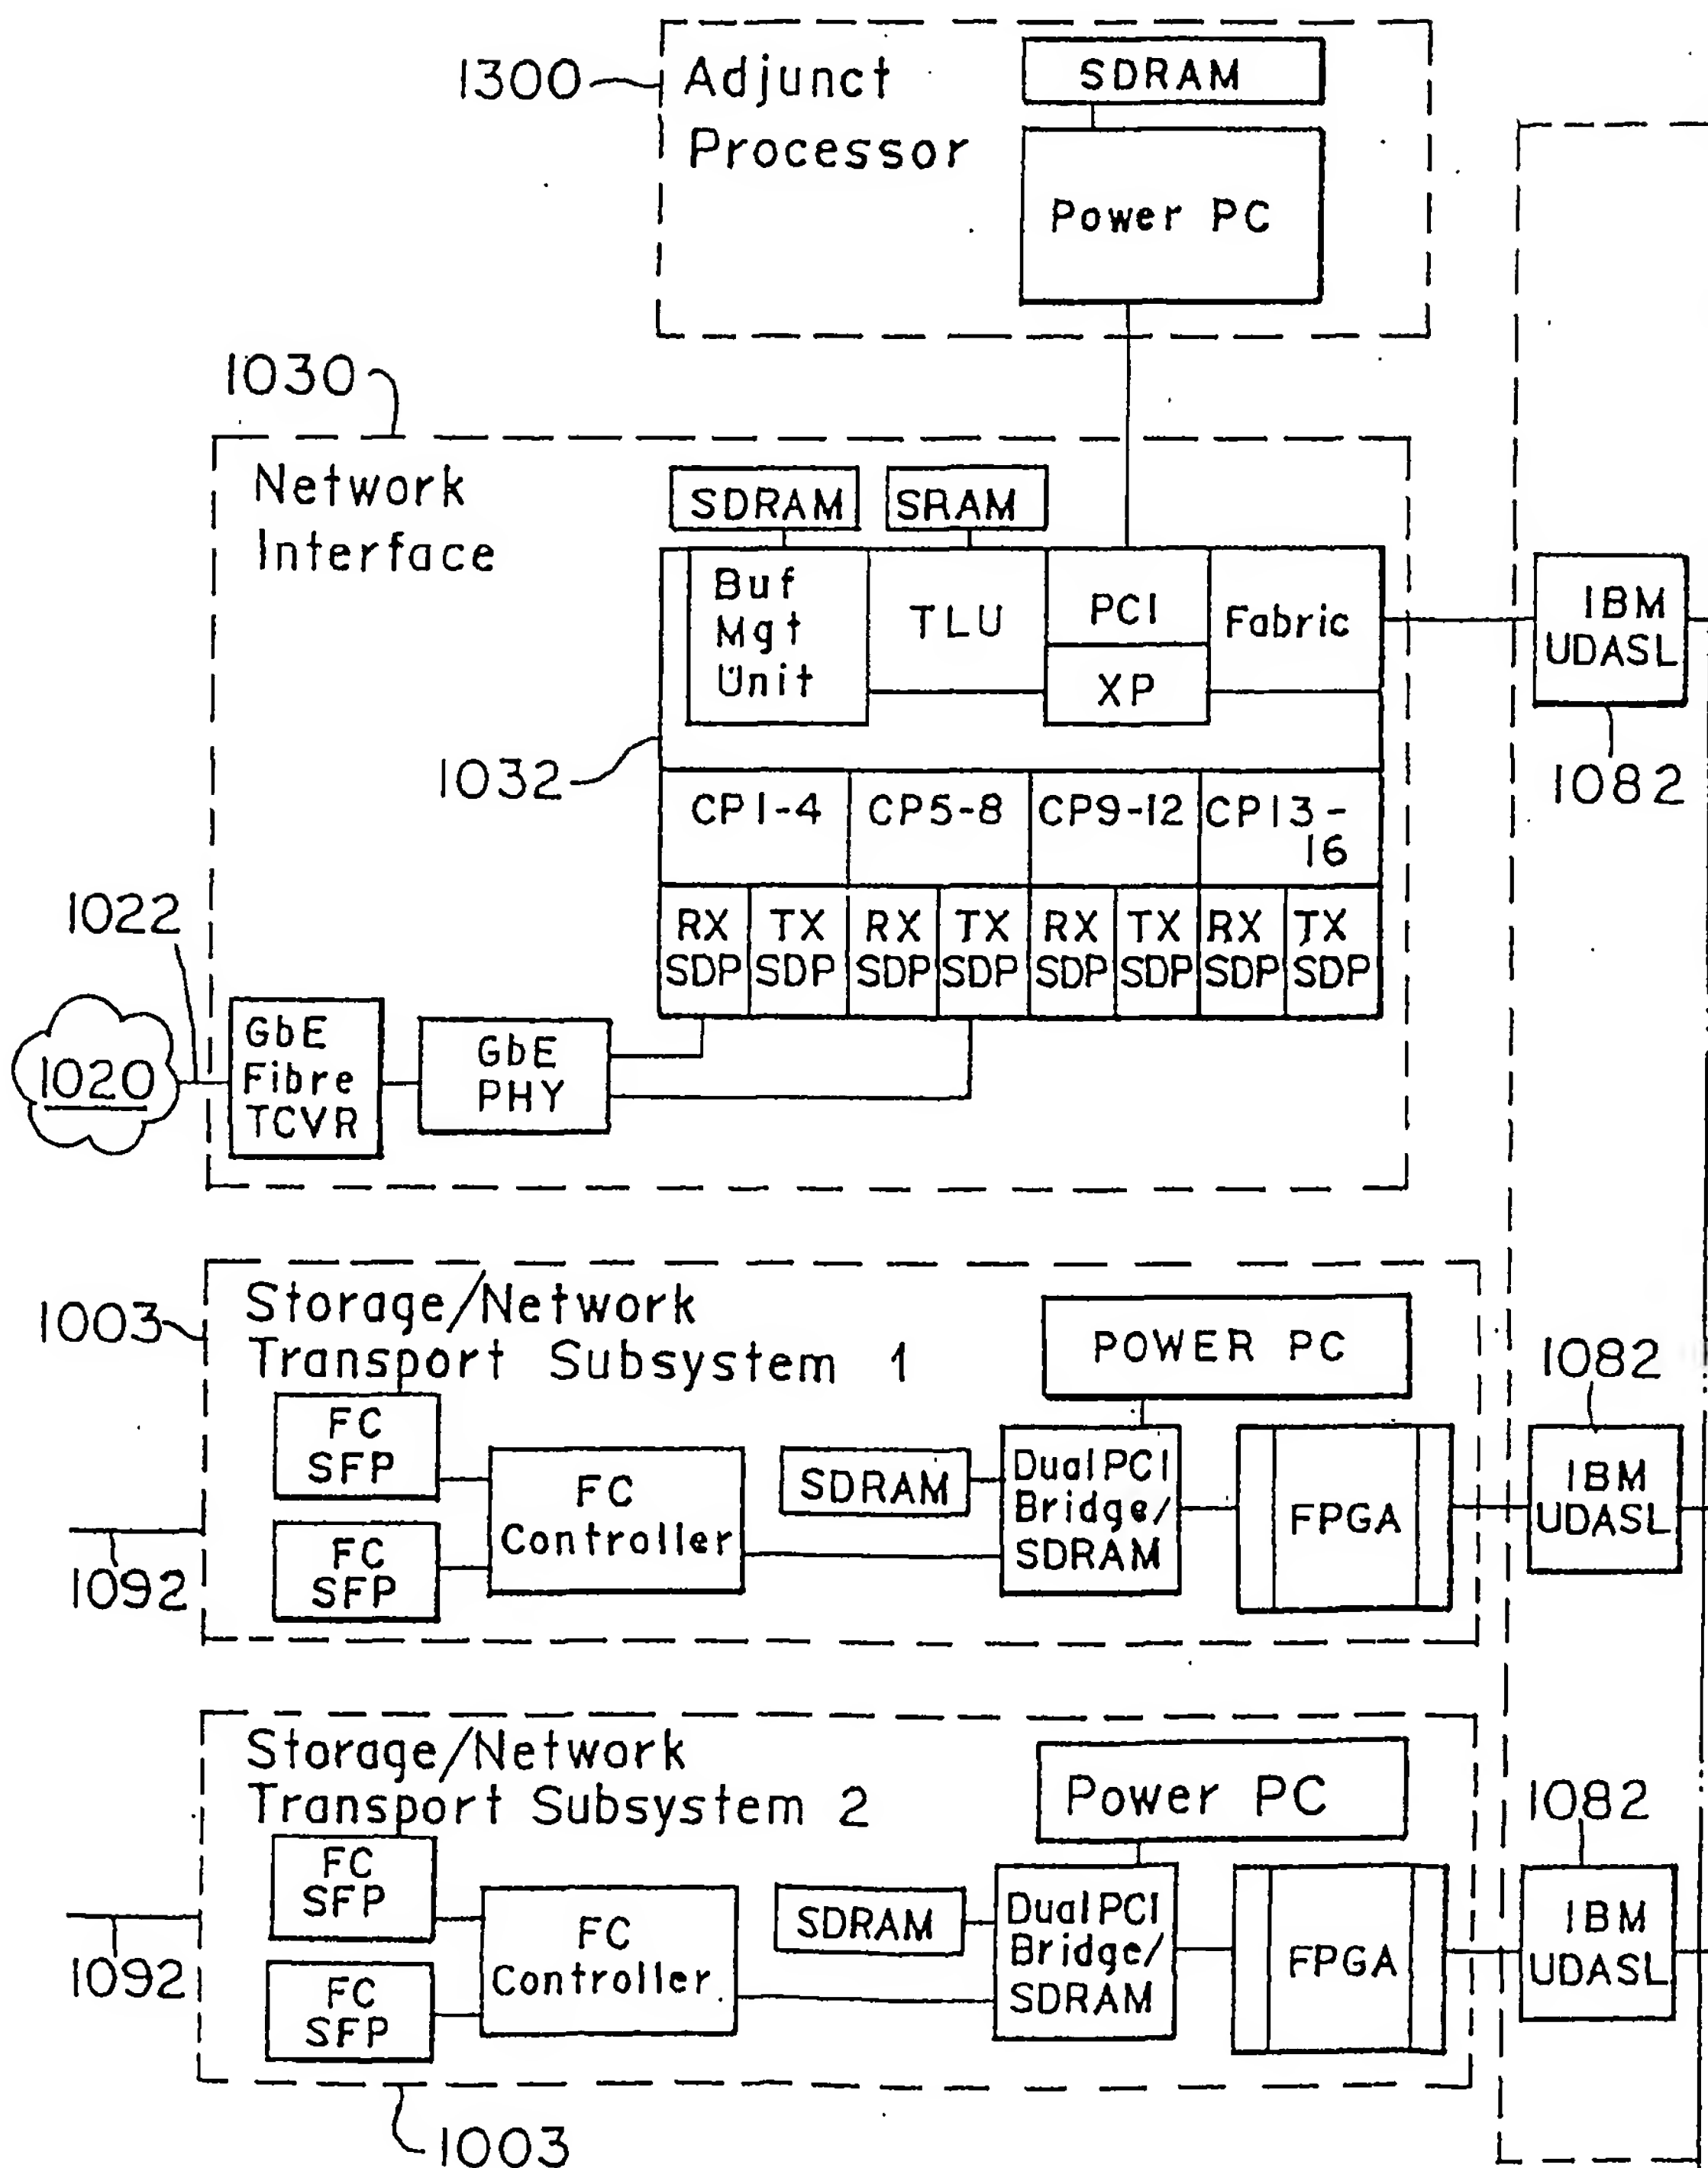 1300
Adjunct
Processor
SDRAM
Power PC
1030
Network
Interface
SDRAM
SRAM
Buf
Mgt
Unit
TLU
PCI
XP
Fabric
IBM
UDASL
1082
1032
CP1-4
CP5-8
CP9-12
CP13-
16
RX
SDP
TX
SDP
RX
SDP
TX
SDP
RX
SDP
TX
SDP
RX
SDP
TX
SDP
1022
1020
GbE
Fibre
TCVR
GbE
PHY
1003
Storage/Network
Transport Subsystem 1
POWER PC
1082
FC
SFP
FC
SFP
1092
FC
Controller
SDRAM
Dual PCI
Bridge/
SDRAM
FPGA
IBM
UDASL
Storage/Network
Transport Subsystem 2
Power PC
1082
FC
SFP
FC
SFP
1092
FC
Controller
SDRAM
Dual PCI
Bridge/
SDRAM
FPGA
IBM
UDASL
1003